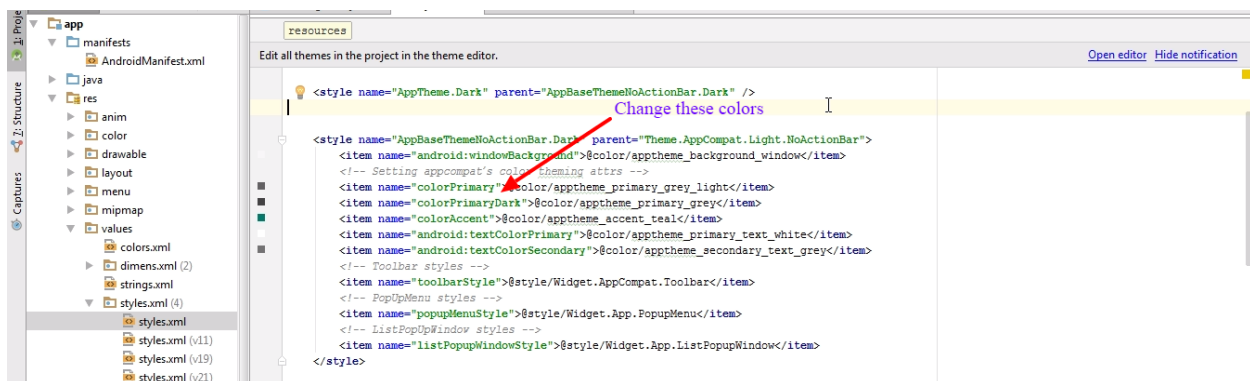 1: Proje
Z: Structure
Captures
app
manifests
AndroidManifest.xml
java
res
anim
color
drawable
layout
menu
mipmap
values
colors.xml
dimens.xml (2)
strings.xml
styles.xml (4)
styles.xml
styles.xml (v11)
styles.xml (v19)
styles.xml (v21)
resources
Edit all themes in the project in the theme editor. Open editor Hide notification
<style name="AppTheme.Dark" parent="AppBaseThemeNoActionBar.Dark" />
Change these colors
<style name="AppBaseThemeNoActionBar.Dark" parent="Theme.AppCompat.Light.NoActionBar">
<item name="android:windowBackground">@color/apptheme_background_window</item>
<!-- Setting appcompat's color theming attrs -->
<item name="colorPrimary">@color/apptheme_primary_grey_light</item>
<item name="colorPrimaryDark">@color/apptheme_primary_grey</item>
<item name="colorAccent">@color/apptheme_accent_teal</item>
<item name="android:textColorPrimary">@color/apptheme_primary_text_white</item>
<item name="android:textColorSecondary">@color/apptheme_secondary_text_grey</item>
<!-- Toolbar styles -->
<item name="toolbarStyle">@style/Widget.AppCompat.Toolbar</item>
<!-- PopUpMenu styles -->
<item name="popupMenuStyle">@style/Widget.App.PopupMenu</item>
<!-- ListPopUpWindow styles -->
<item name="listPopupWindowStyle">@style/Widget.App.ListPopupWindow</item>
</style>